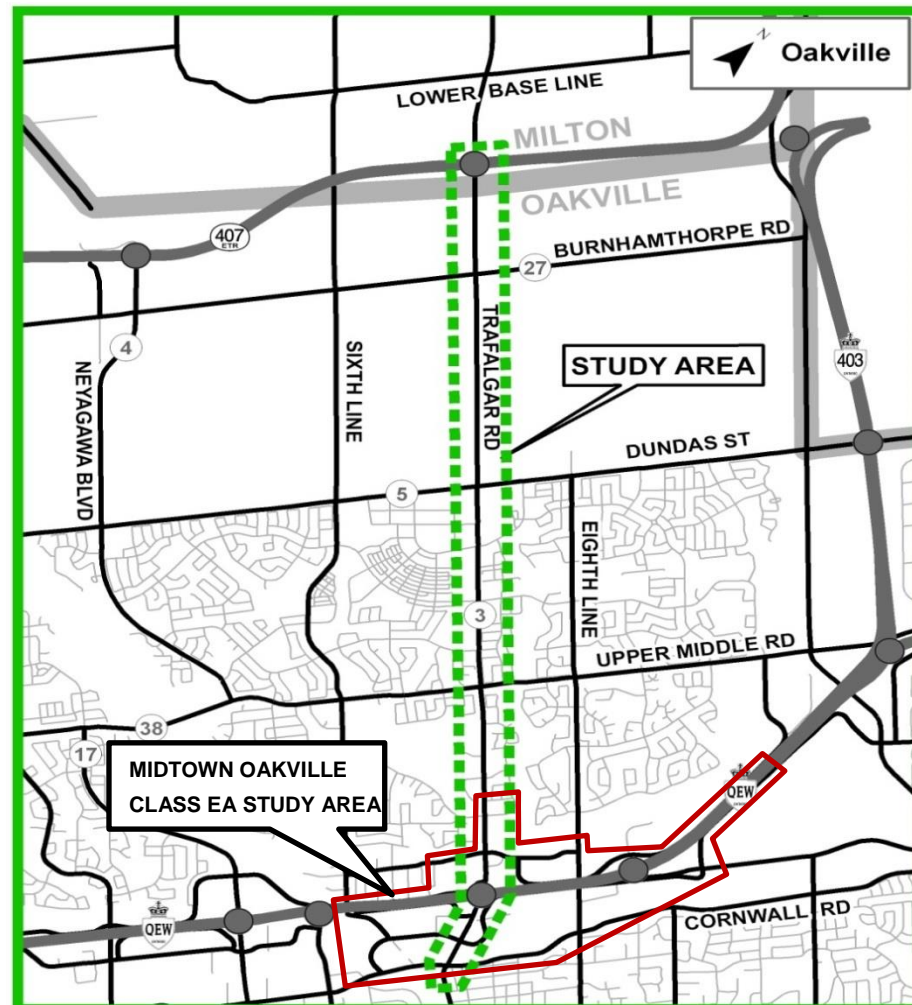 N
Oakville
LOWER BASE LINE
MILTON
OAKVILLE
407
ETR
BURNHAMTHORPE RD
27
4
NEYAGAWA BLVD
SIXTH LINE
TRAFALGAR RD
STUDY AREA
403
DUNDAS ST
5
EIGHTH LINE
3
UPPER MIDDLE RD
38
17
MIDTOWN OAKVILLE
CLASS EA STUDY AREA
QEW
QEW
CORNWALL RD